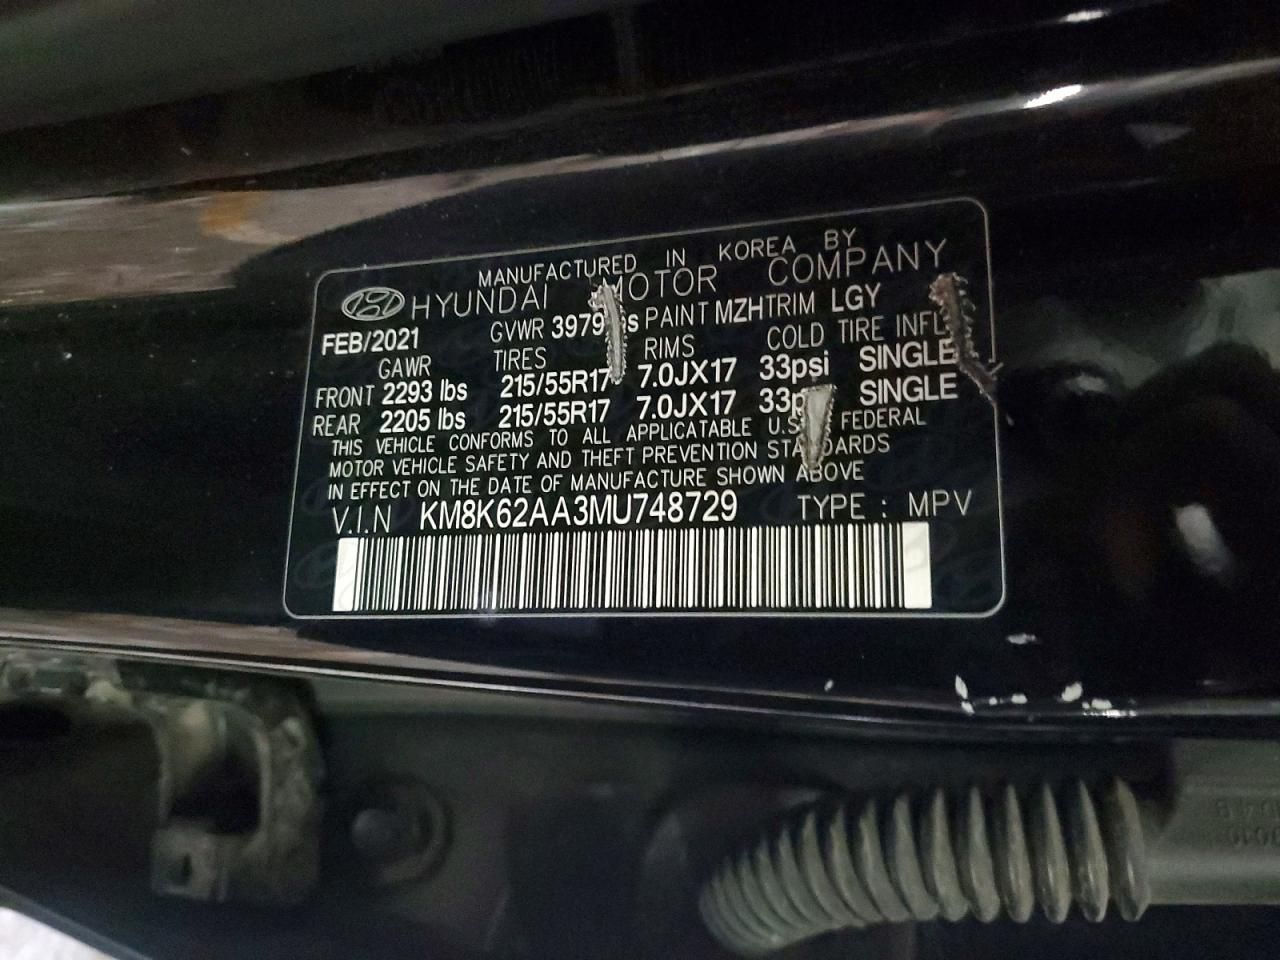 MANUFACTURED IN KOREA BY
HYUNDAI MOTOR COMPANY
FEB/2021 GVWR 3979 PAINT MZH TRIM LGY
GAWR TIRES RIMS COLD TIRE INFL
FRONT 2293 lbs 215/55R17 7.0JX17 33psi SINGLE
REAR 2205 lbs 215/55R17 7.0JX17 33p SINGLE
THIS VEHICLE CONFORMS TO ALL APPLICATABLE U.S FEDERAL
MOTOR VEHICLE SAFETY AND THEFT PREVENTION STANDARDS
IN EFFECT ON THE DATE OF MANUFACTURE SHOWN ABOVE
V.I.N KM8K62AA3MU748729 TYPE : MPV